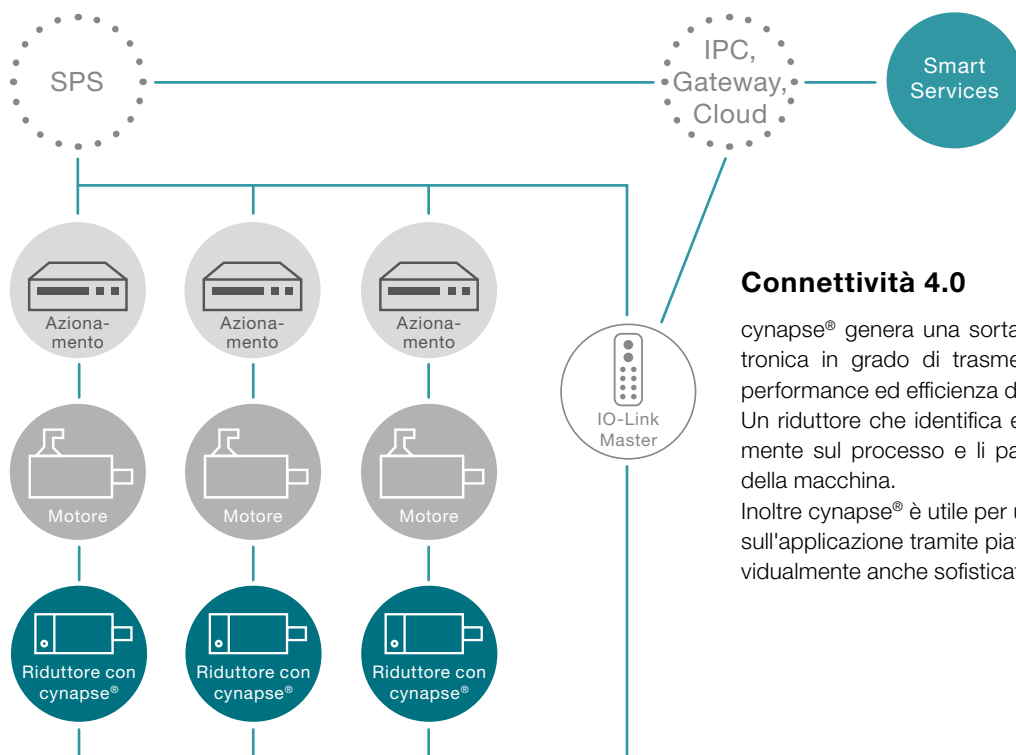 SPS
IPC,
Gateway,
Cloud
Smart
Services
Aziona-
mento
Aziona-
mento
Aziona-
mento
IO-Link
Master
Motore
Motore
Motore
Riduttore con
cynapse®
Riduttore con
cynapse®
Riduttore con
cynapse®
Connettività 4.0
cynapse® genera una sorta
tronica in grado di trasme
performance ed efficienza d
Un riduttore che identifica e
mente sul processo e li pa
della macchina.
Inoltre cynapse® è utile per u
sull'applicazione tramite piat
vidualmente anche sofistica